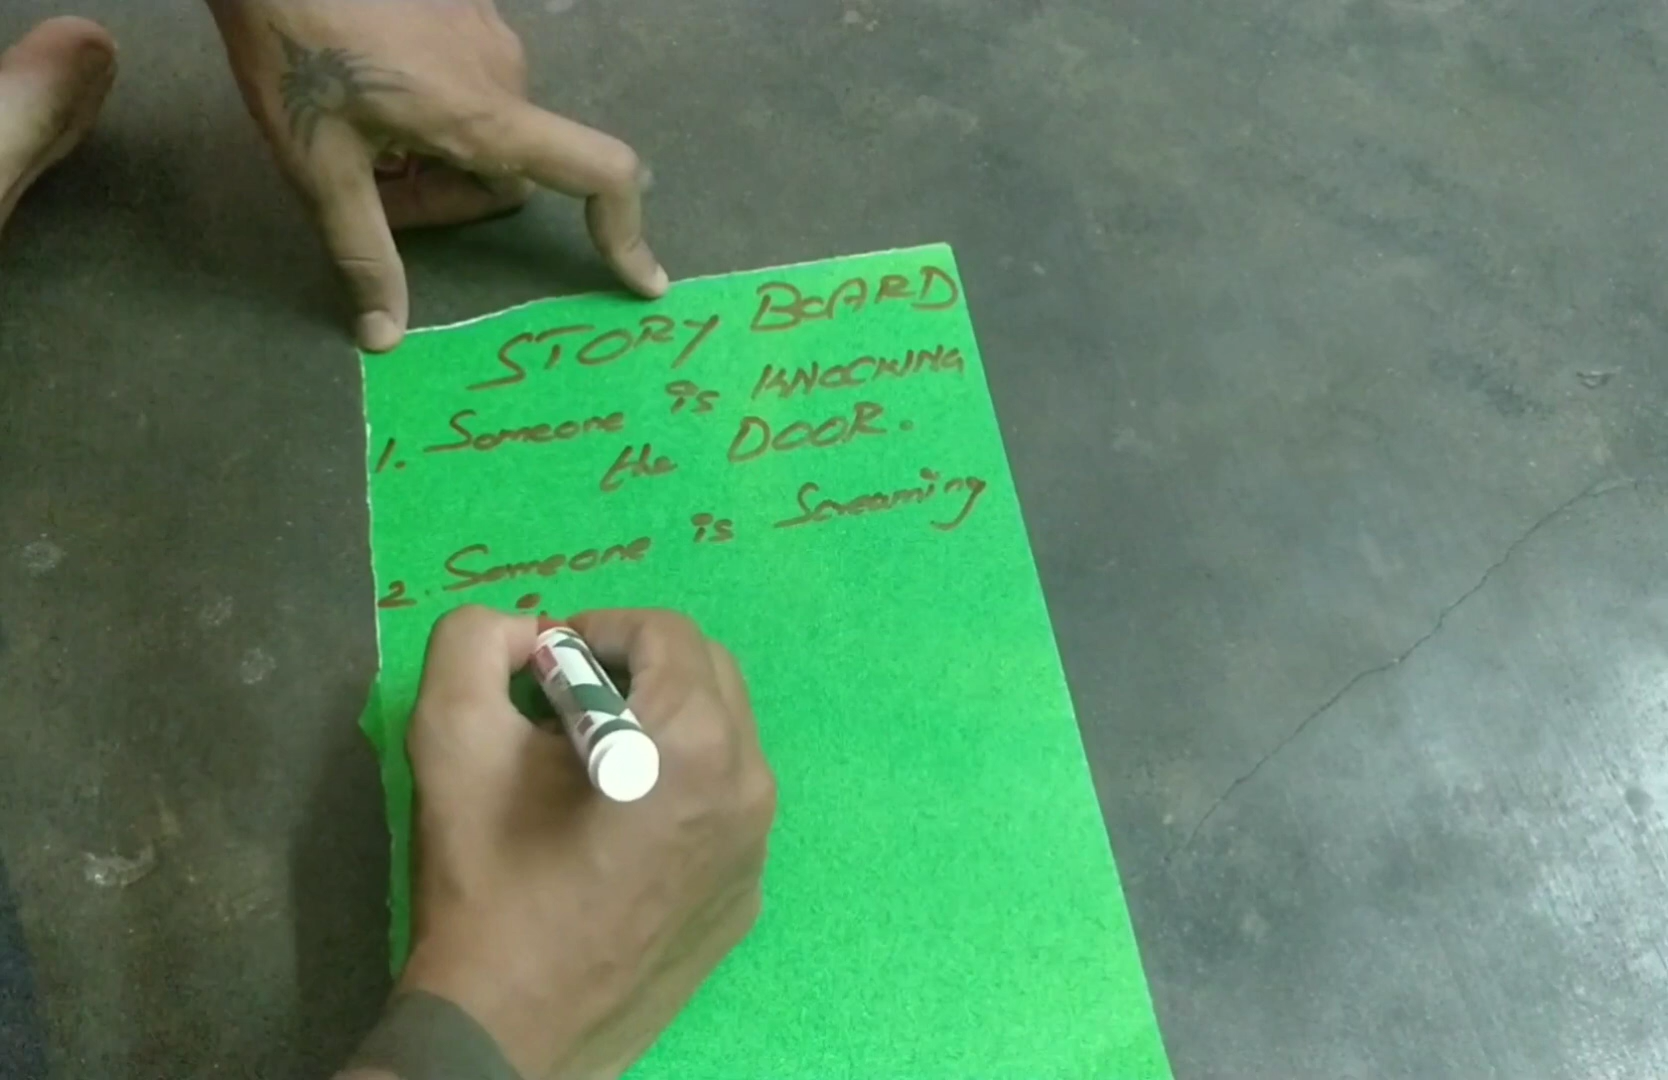 STORY BOARD
1. Someone is KNOCKING
the DOOR.
2. Someone is Screaming